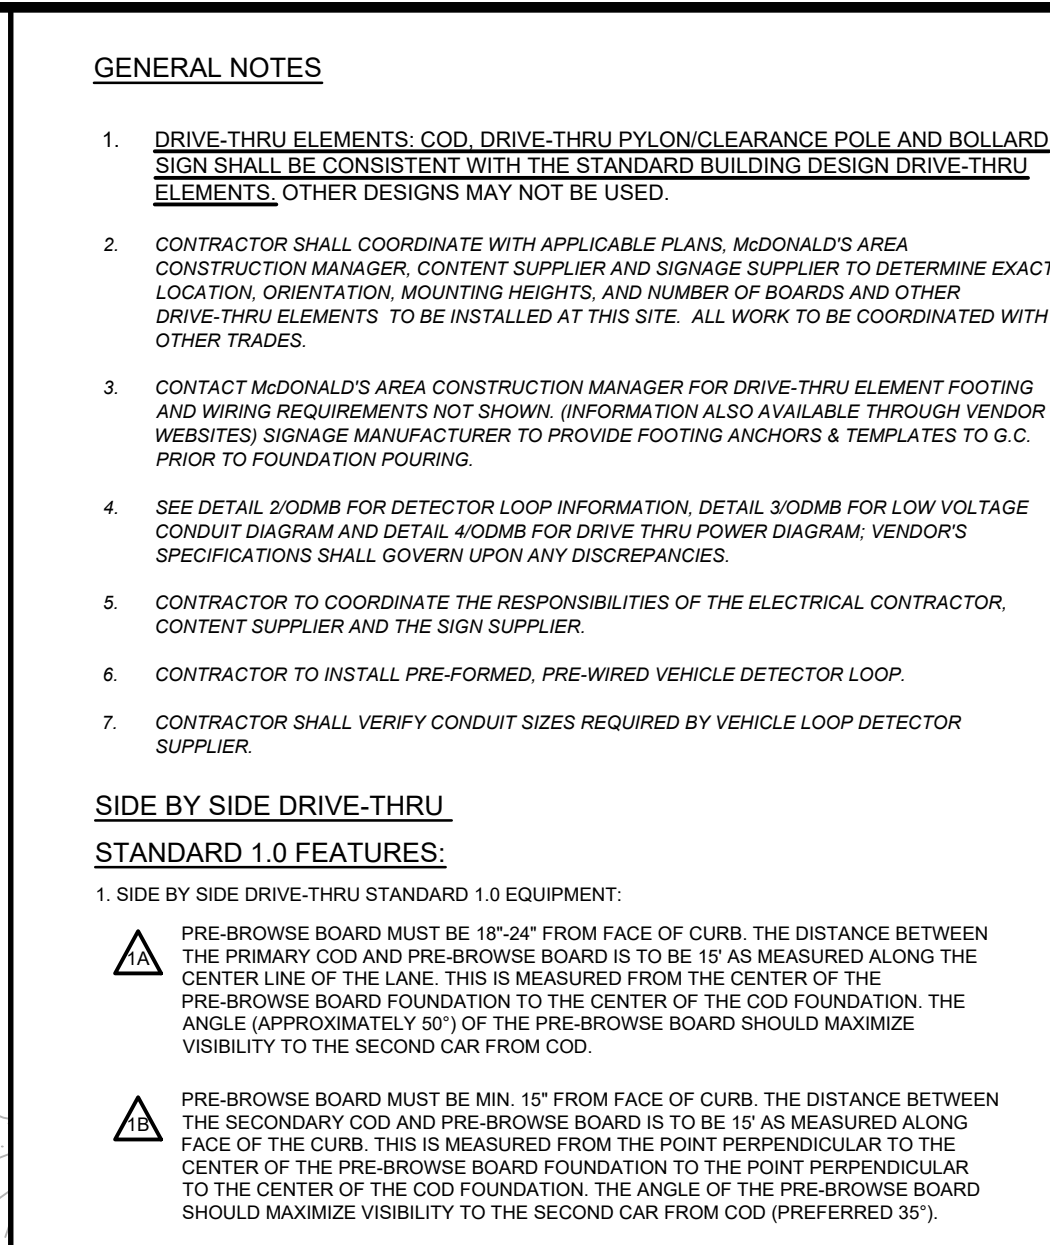 GENERAL NOTES
1. DRIVE-THRU ELEMENTS: COD, DRIVE-THRU PYLON/CLEARANCE POLE AND BOLLARD
SIGN SHALL BE CONSISTENT WITH THE STANDARD BUILDING DESIGN DRIVE-THRU
ELEMENTS. OTHER DESIGNS MAY NOT BE USED.
2. CONTRACTOR SHALL COORDINATE WITH APPLICABLE PLANS, McDONALD'S AREA
CONSTRUCTION MANAGER, CONTENT SUPPLIER AND SIGNAGE SUPPLIER TO DETERMINE EXACT
LOCATION, ORIENTATION, MOUNTING HEIGHTS, AND NUMBER OF BOARDS AND OTHER
DRIVE-THRU ELEMENTS TO BE INSTALLED AT THIS SITE. ALL WORK TO BE COORDINATED WITH
OTHER TRADES.
3. CONTACT McDONALD'S AREA CONSTRUCTION MANAGER FOR DRIVE-THRU ELEMENT FOOTING
AND WIRING REQUIREMENTS NOT SHOWN. (INFORMATION ALSO AVAILABLE THROUGH VENDOR
WEBSITES) SIGNAGE MANUFACTURER TO PROVIDE FOOTING ANCHORS & TEMPLATES TO G.C.
PRIOR TO FOUNDATION POURING.
4. SEE DETAIL 2/ODMB FOR DETECTOR LOOP INFORMATION, DETAIL 3/ODMB FOR LOW VOLTAGE
CONDUIT DIAGRAM AND DETAIL 4/ODMB FOR DRIVE THRU POWER DIAGRAM; VENDOR'S
SPECIFICATIONS SHALL GOVERN UPON ANY DISCREPANCIES.
5. CONTRACTOR TO COORDINATE THE RESPONSIBILITIES OF THE ELECTRICAL CONTRACTOR,
CONTENT SUPPLIER AND THE SIGN SUPPLIER.
6. CONTRACTOR TO INSTALL PRE-FORMED, PRE-WIRED VEHICLE DETECTOR LOOP.
7. CONTRACTOR SHALL VERIFY CONDUIT SIZES REQUIRED BY VEHICLE LOOP DETECTOR
SUPPLIER.
SIDE BY SIDE DRIVE-THRU
STANDARD 1.0 FEATURES:
1. SIDE BY SIDE DRIVE-THRU STANDARD 1.0 EQUIPMENT:
1A PRE-BROWSE BOARD MUST BE 18"-24" FROM FACE OF CURB. THE DISTANCE BETWEEN
THE PRIMARY COD AND PRE-BROWSE BOARD IS TO BE 15' AS MEASURED ALONG THE
CENTER LINE OF THE LANE. THIS IS MEASURED FROM THE CENTER OF THE
PRE-BROWSE BOARD FOUNDATION TO THE CENTER OF THE COD FOUNDATION. THE
ANGLE (APPROXIMATELY 50°) OF THE PRE-BROWSE BOARD SHOULD MAXIMIZE
VISIBILITY TO THE SECOND CAR FROM COD.
1B PRE-BROWSE BOARD MUST BE MIN. 15" FROM FACE OF CURB. THE DISTANCE BETWEEN
THE SECONDARY COD AND PRE-BROWSE BOARD IS TO BE 15' AS MEASURED ALONG
FACE OF THE CURB. THIS IS MEASURED FROM THE POINT PERPENDICULAR TO THE
CENTER OF THE PRE-BROWSE BOARD FOUNDATION TO THE POINT PERPENDICULAR
TO THE CENTER OF THE COD FOUNDATION. THE ANGLE OF THE PRE-BROWSE BOARD
SHOULD MAXIMIZE VISIBILITY TO THE SECOND CAR FROM COD (PREFERRED 35°).